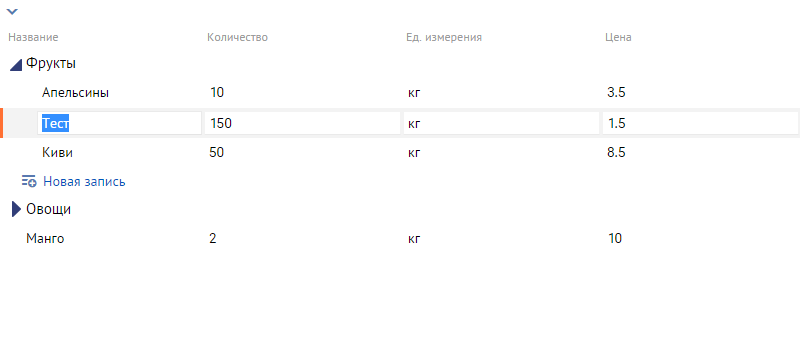 Название Количество Ед. измерения Цена
Фрукты
Апельсины 10 кг 3.5
Тест 150 кг 1.5
Киви 50 кг 8.5
Новая запись
Овощи
Манго 2 кг 10